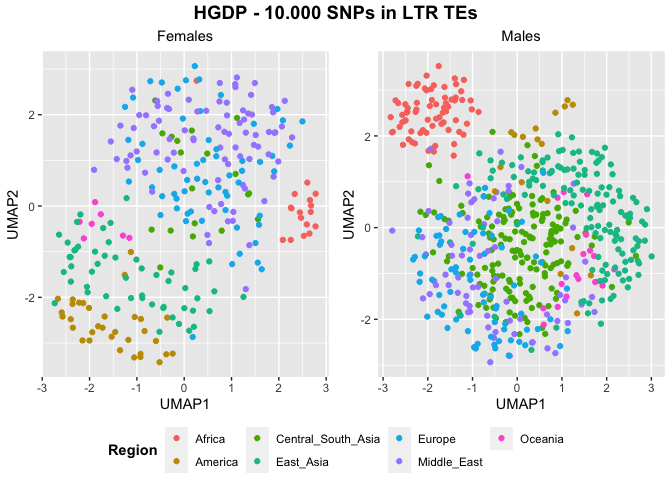 HGDP - 10.000 SNPs in LTR TEs
Females
Males
UMAP2
2
0
-2
-3
-2
-1
0
1
2
3
UMAP1
UMAP2
2
0
-2
-3
-2
-1
0
1
2
3
UMAP1
Region
Africa
America
Central_South_Asia
East_Asia
Europe
Middle_East
Oceania